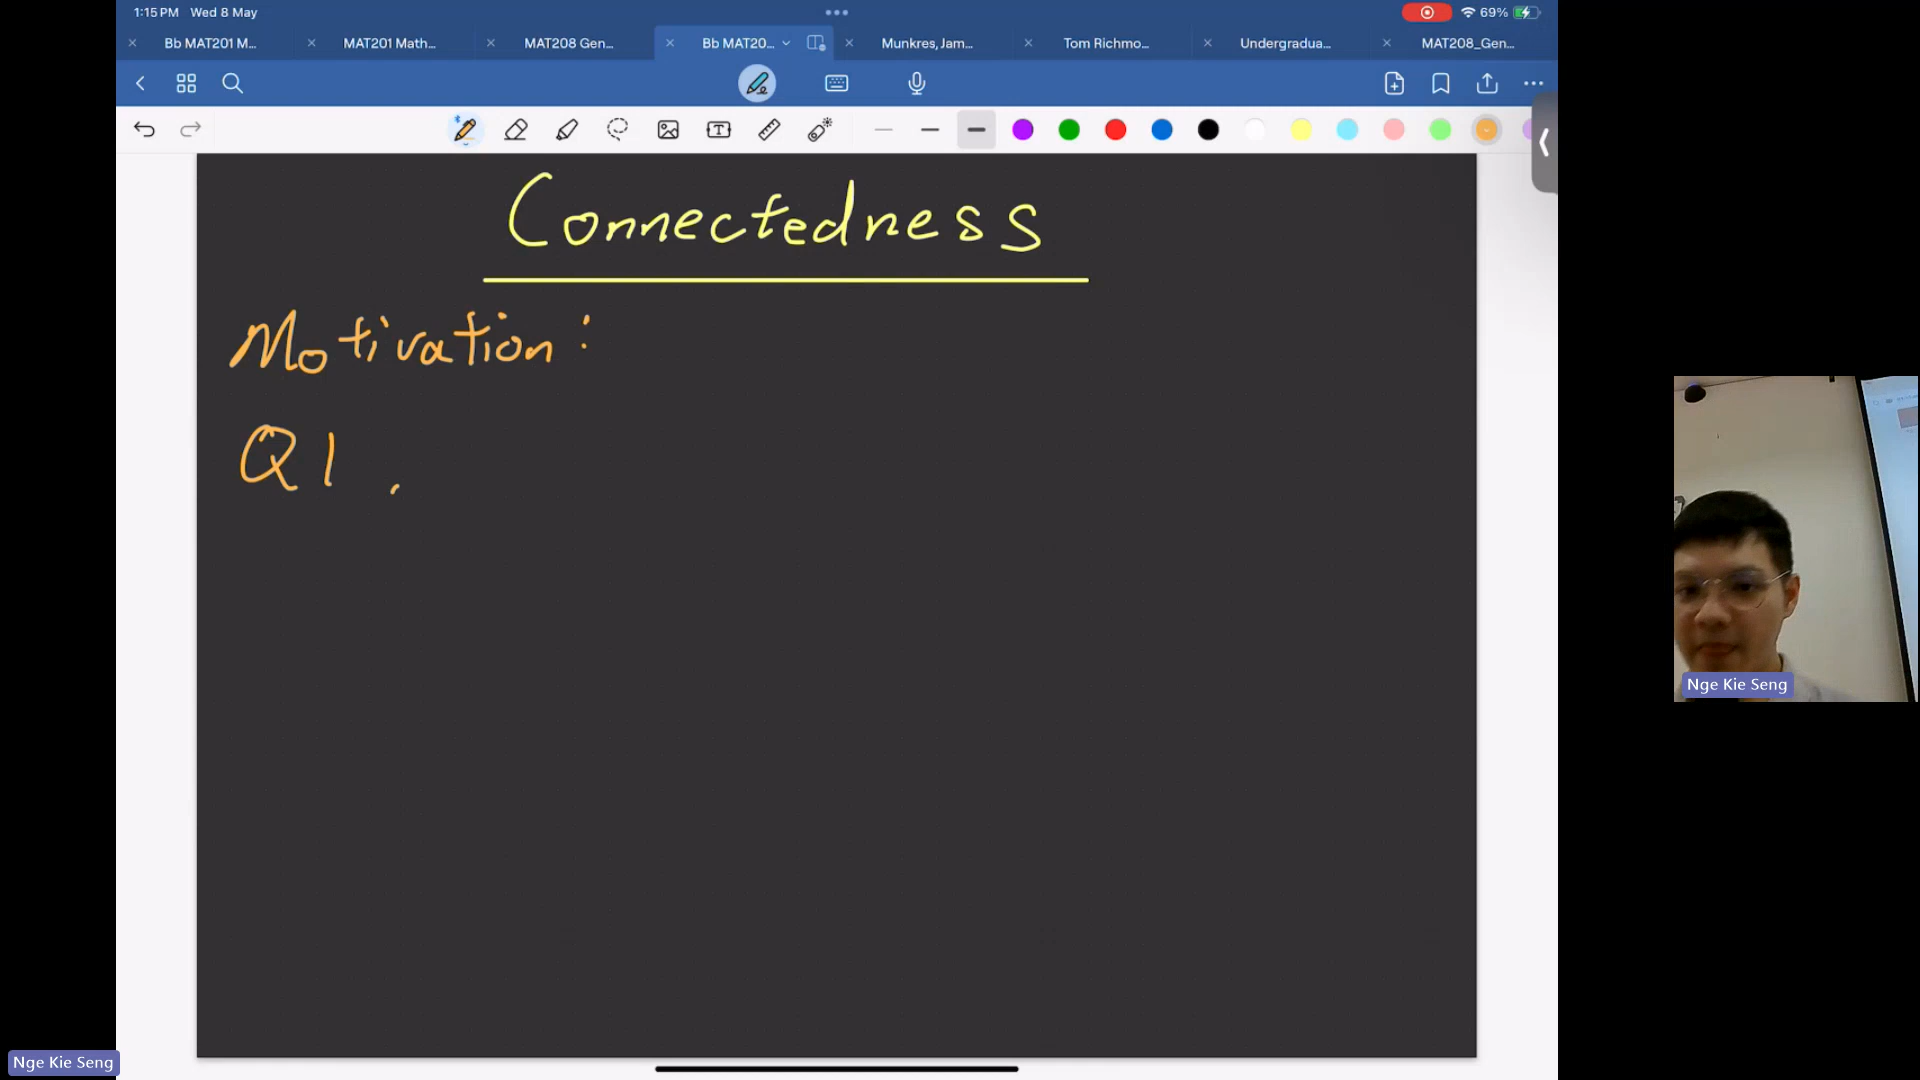 1:15 PM Wed 8 May
69%
Bb MAT201 M...
MAT201 Math...
MAT208 Gen...
Bb MAT20...
Munkres, Jam...
Tom Richmo...
Undergradua...
MAT208_Gen...
Connectedness
Motivation:
Q1.
Nge Kie Seng
Nge Kie Seng